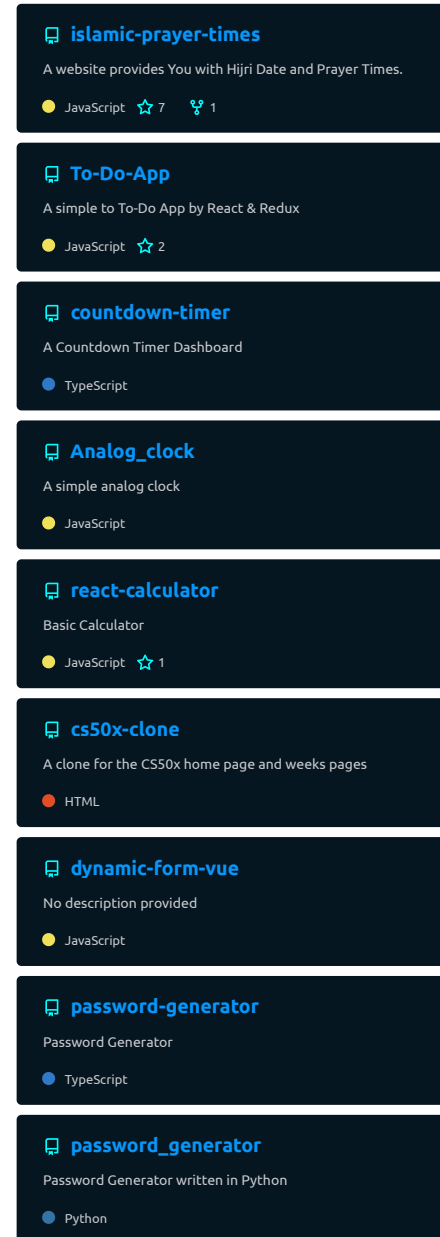 islamic-prayer-times
A website provides You with Hijri Date and Prayer Times.
JavaScript 7 1
To-Do-App
A simple to To-Do App by React & Redux
JavaScript 2
countdown-timer
A Countdown Timer Dashboard
TypeScript
Analog_clock
A simple analog clock
JavaScript
react-calculator
Basic Calculator
JavaScript 1
cs50x-clone
A clone for the CS50x home page and weeks pages
HTML
dynamic-form-vue
No description provided
JavaScript
password-generator
Password Generator
TypeScript
password_generator
Password Generator written in Python
Python